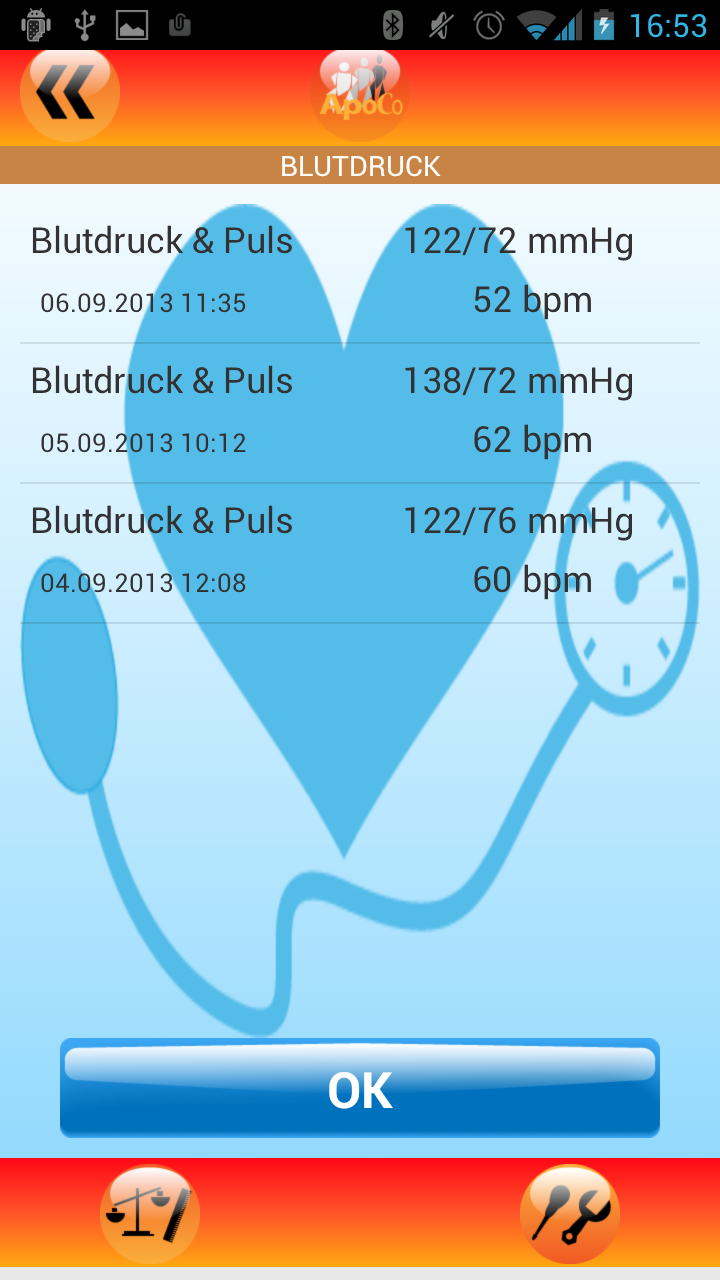 16:53
ApoCo
BLUTDRUCK
Blutdruck & Puls 122/72 mmHg
06.09.2013 11:35 52 bpm
Blutdruck & Puls 138/72 mmHg
05.09.2013 10:12 62 bpm
Blutdruck & Puls 122/76 mmHg
04.09.2013 12:08 60 bpm
OK